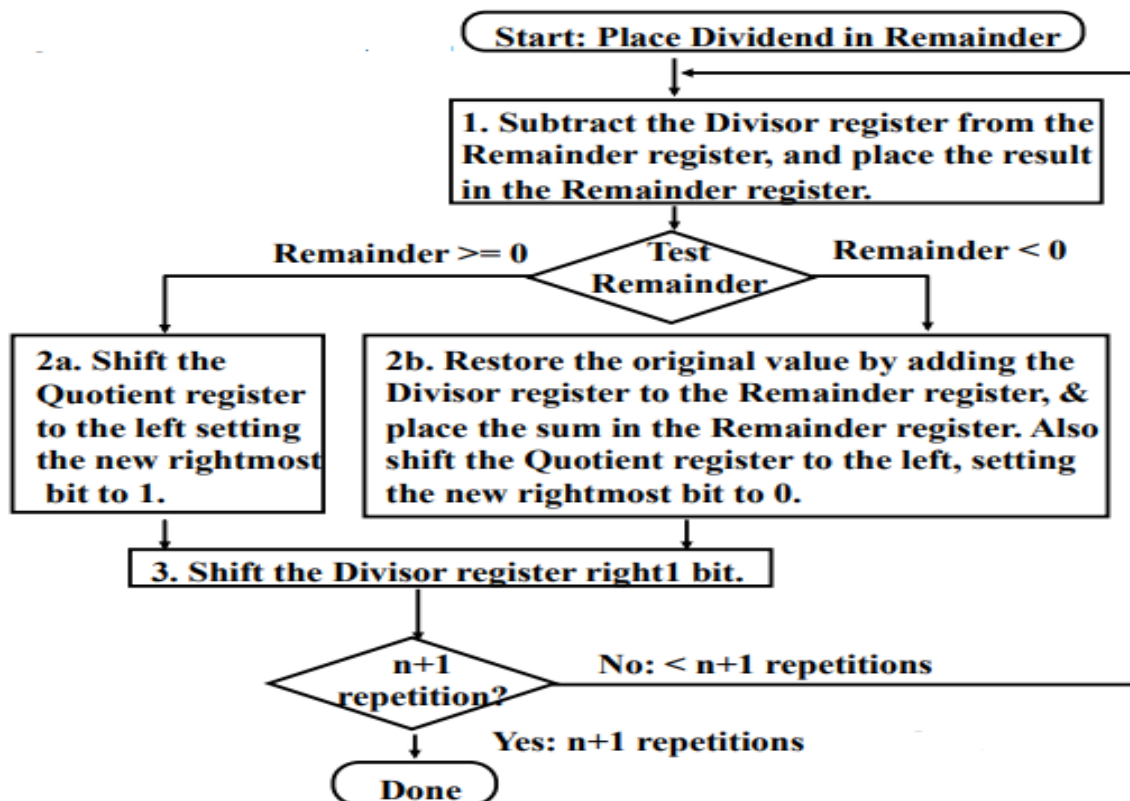 Start: Place Dividend in Remainder
1. Subtract the Divisor register from the
Remainder register, and place the result
in the Remainder register.
Remainder >= 0
Test
Remainder
Remainder < 0
2a. Shift the
Quotient register
to the left setting
the new rightmost
bit to 1.
2b. Restore the original value by adding the
Divisor register to the Remainder register, &
place the sum in the Remainder register. Also
shift the Quotient register to the left, setting
the new rightmost bit to 0.
3. Shift the Divisor register right1 bit.
n+1
repetition?
No: < n+1 repetitions
Yes: n+1 repetitions
Done